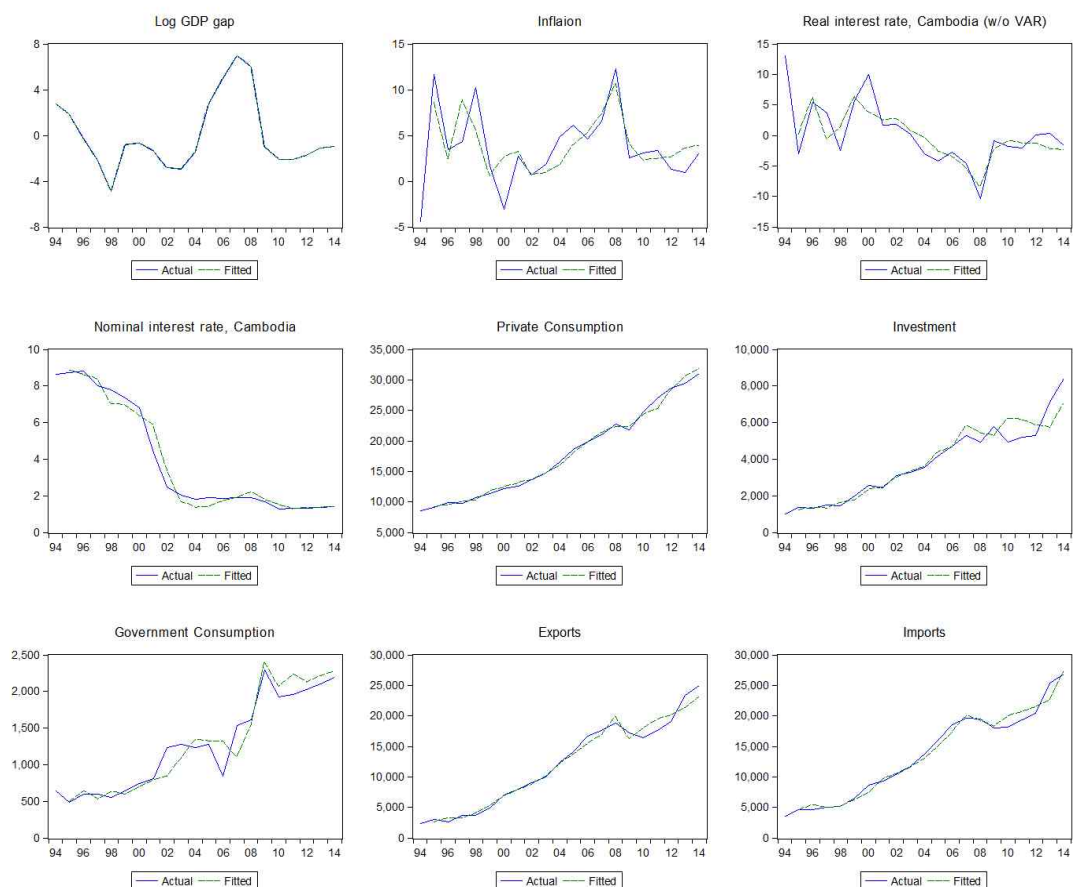 Log GDP gap
8
4
0
-4
-8
94 96 98 00 02 04 06 08 10 12 14
Actual Fitted
Inflaion
15
10
5
0
-5
94 96 98 00 02 04 06 08 10 12 14
Actual Fitted
Real interest rate, Cambodia (w/o VAR)
15
10
5
0
-5
-10
-15
94 96 98 00 02 04 06 08 10 12 14
Actual Fitted
Nominal interest rate, Cambodia
10
8
6
4
2
0
94 96 98 00 02 04 06 08 10 12 14
Actual Fitted
Private Consumption
35,000
30,000
25,000
20,000
15,000
10,000
5,000
94 96 98 00 02 04 06 08 10 12 14
Actual Fitted
Investment
10,000
8,000
6,000
4,000
2,000
0
94 96 98 00 02 04 06 08 10 12 14
Actual Fitted
Government Consumption
2,500
2,000
1,500
1,000
500
0
94 96 98 00 02 04 06 08 10 12 14
Actual Fitted
Exports
30,000
25,000
20,000
15,000
10,000
5,000
0
94 96 98 00 02 04 06 08 10 12 14
Actual Fitted
Imports
30,000
25,000
20,000
15,000
10,000
5,000
0
94 96 98 00 02 04 06 08 10 12 14
Actual Fitted